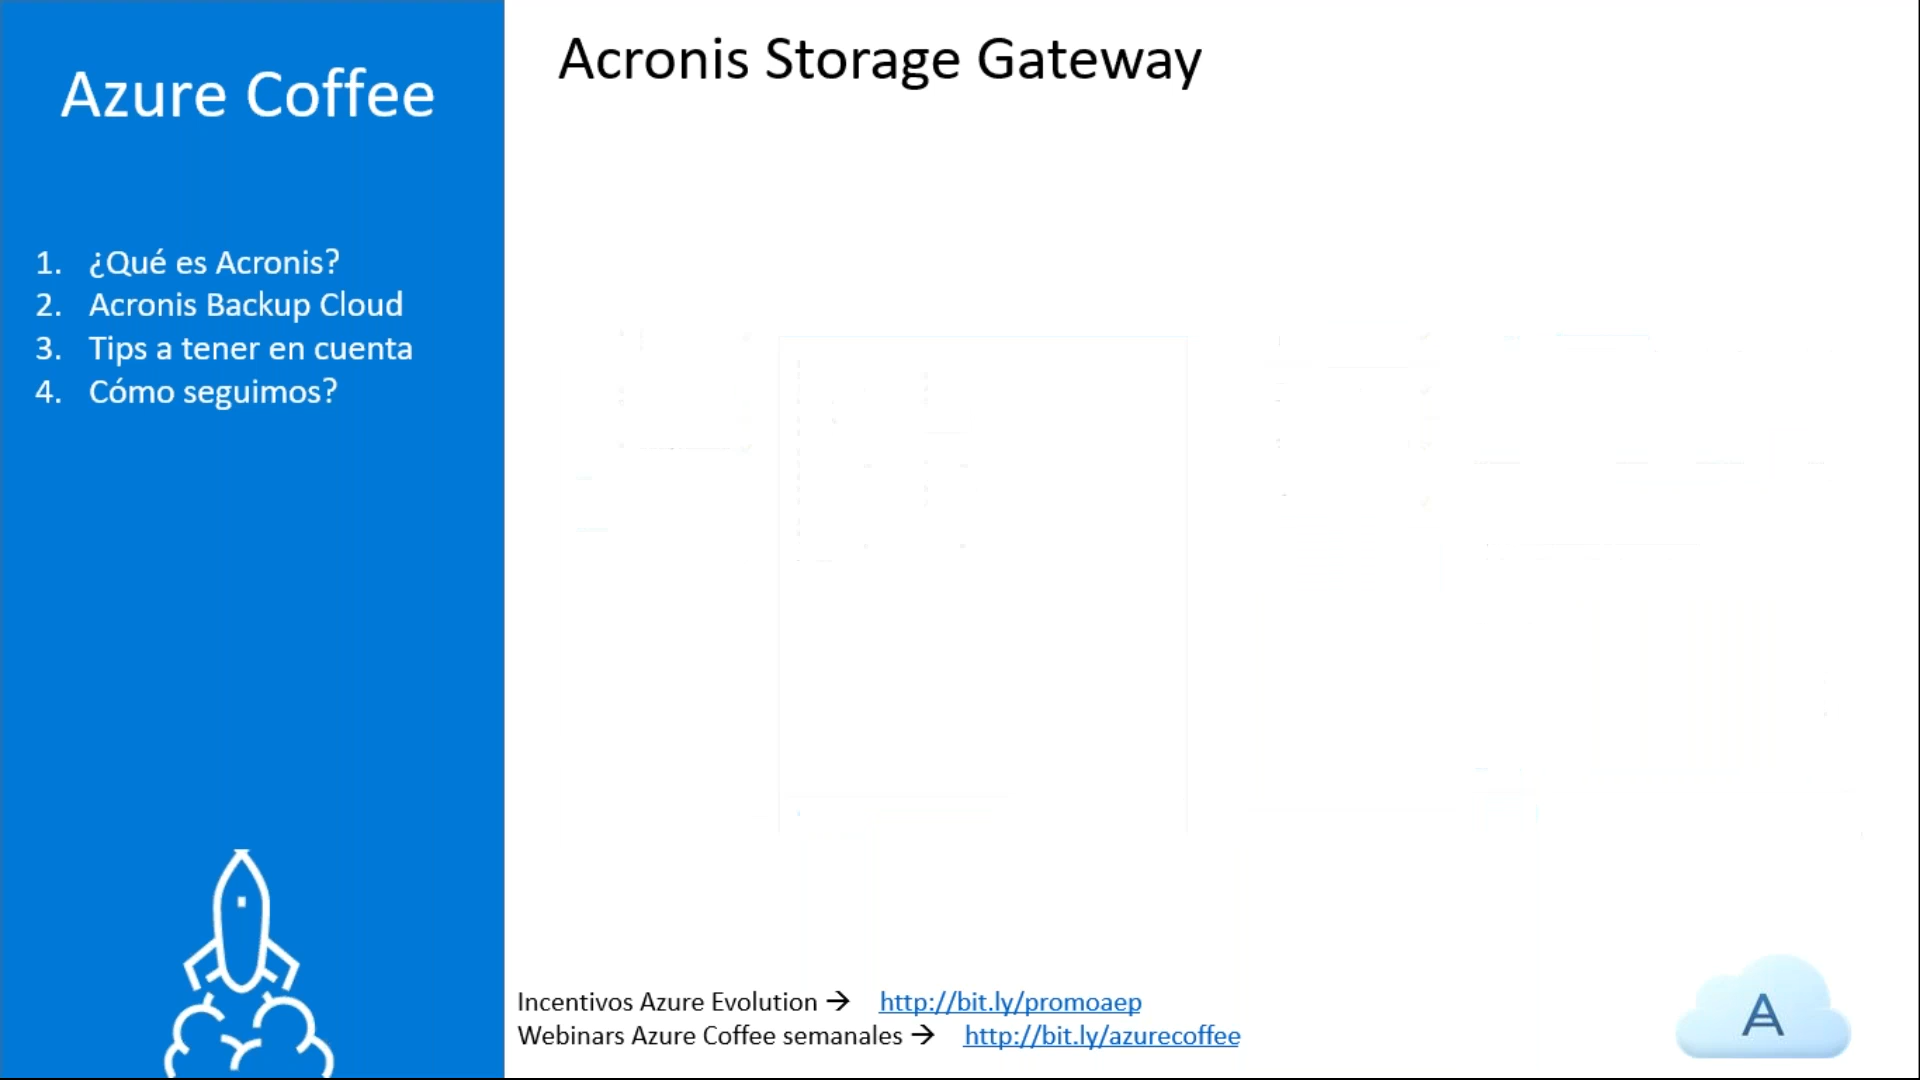 Azure Coffee
1. ¿Qué es Acronis?
2. Acronis Backup Cloud
3. Tips a tener en cuenta
4. Cómo seguimos?
Acronis Storage Gateway
Incentivos Azure Evolution → http://bit.ly/promoaep
Webinars Azure Coffee semanales → http://bit.ly/azurecoffee
A